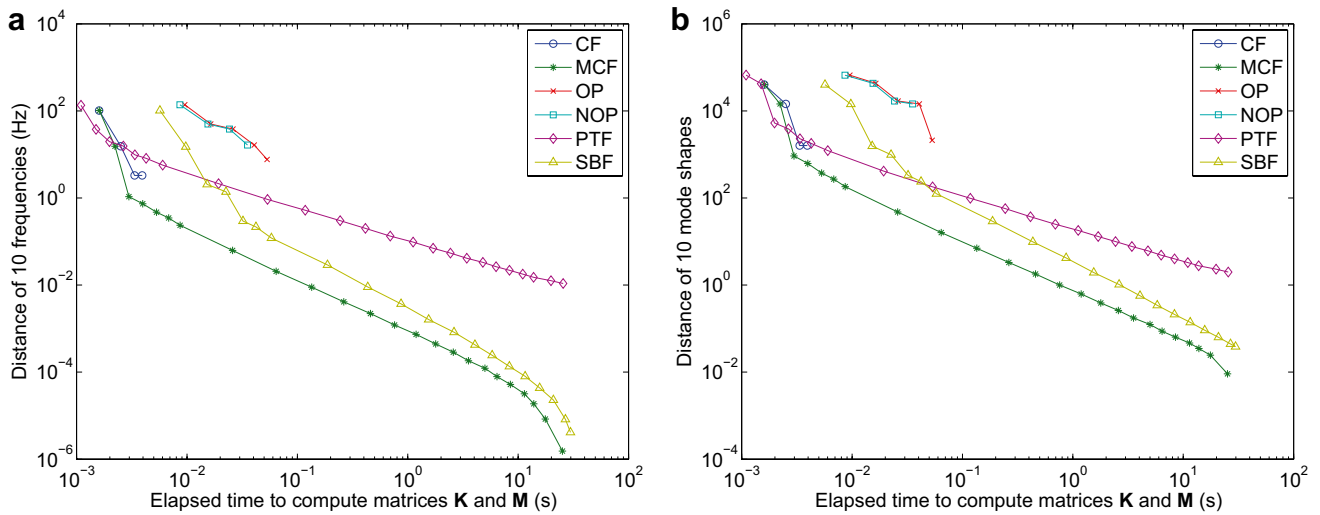 a
Distance of 10 frequencies (Hz)
10^6
10^4
10^2
10^0
10^-2
10^-4
10^-6
10^-3
10^-2
10^-1
10^0
10^1
10^2
Elapsed time to compute matrices K and M (s)
CF
MCF
OP
NOP
PTF
SBF
b
Distance of 10 mode shapes
10^6
10^4
10^2
10^0
10^-2
10^-4
10^-3
10^-2
10^-1
10^0
10^1
10^2
Elapsed time to compute matrices K and M (s)
CF
MCF
OP
NOP
PTF
SBF